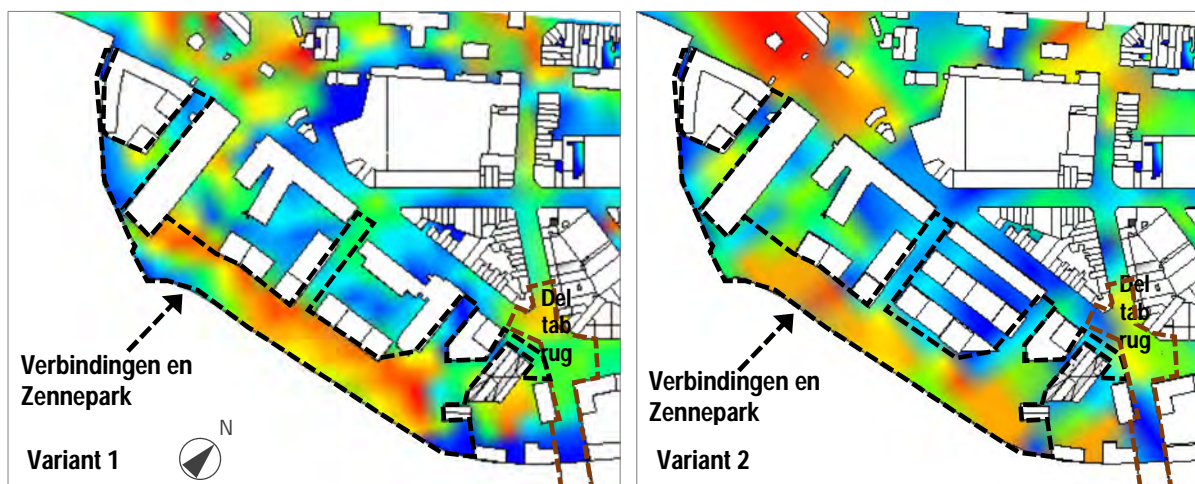 Del
tab
rug
Verbindingen en
Zennepark
N
Variant 1
Del
tab
rug
Verbindingen en
Zennepark
Variant 2